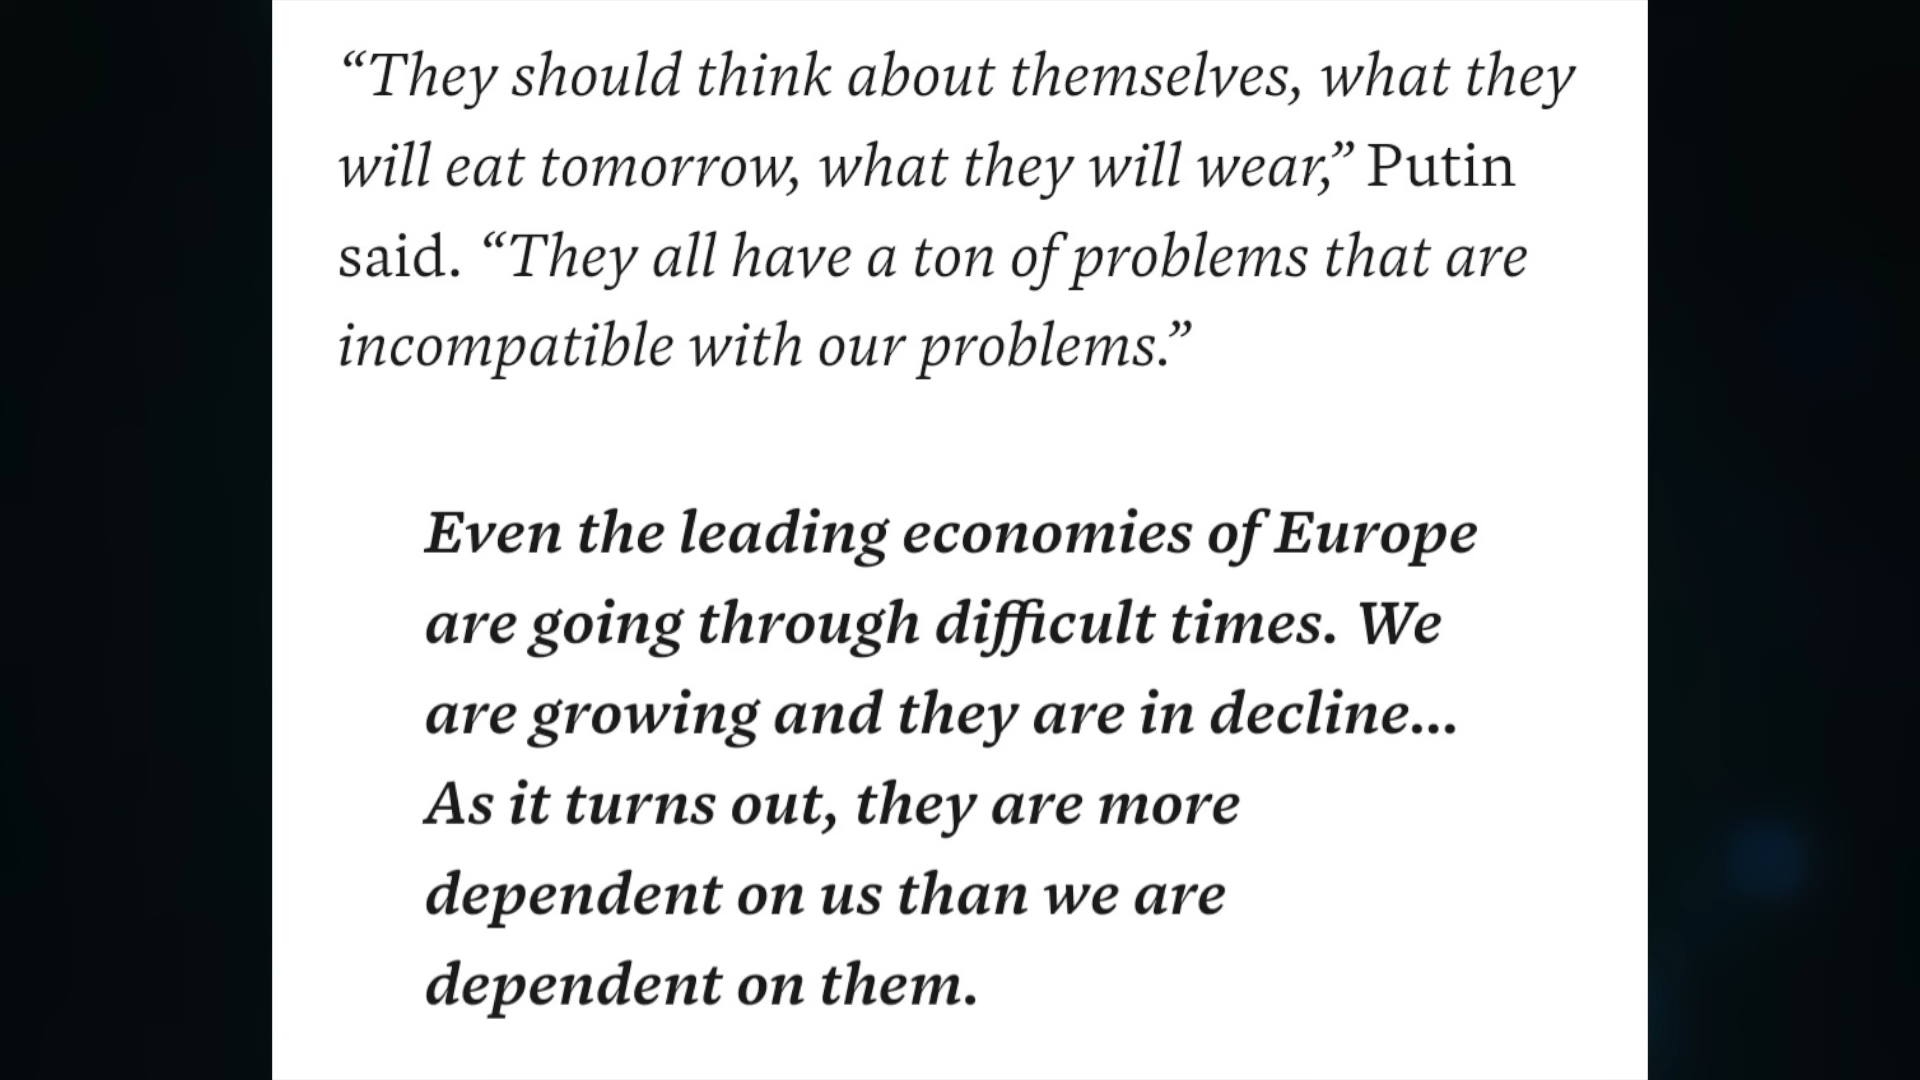 “They should think about themselves, what they
will eat tomorrow, what they will wear,” Putin
said. “They all have a ton of problems that are
incompatible with our problems.”
Even the leading economies of Europe
are going through difficult times. We
are growing and they are in decline...
As it turns out, they are more
dependent on us than we are
dependent on them.